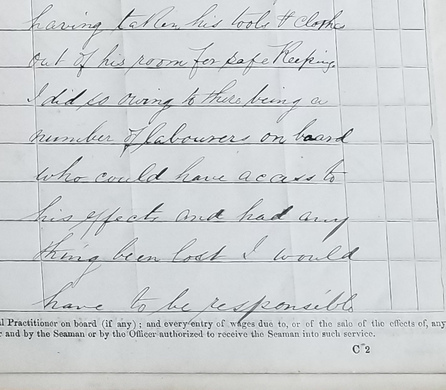 having taken his tools & clothes
out of his room for safe Keeping.
I did so owing to there being a
number of labourers on board
who could have access to
his effects and had any
thing been lost I would
have to be responsible
l Practitioner on board (if any); and every entry of wages due to, or of the sale of the effects of, any
r and by the Seaman or by the Officer authorized to receive the Seaman into such service.
C 2